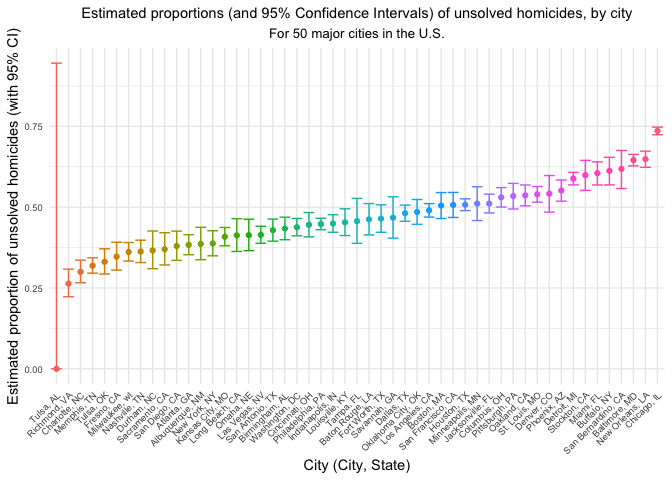 Estimated proportions (and 95% Confidence Intervals) of unsolved homicides, by city
For 50 major cities in the U.S.
Estimated proportion of unsolved homicides (with 95% CI)
0.75
0.50
0.25
0.00
Tulsa, AL
Richmond, VA
Charlotte, NC
Memphis, TN
Tulsa, OK
Fresno, CA
Milwaukee, wI
Nashville, TN
Durham, NC
Sacramento, CA
San Diego, CA
Atlanta, GA
Albuquerque, NM
New York, NY
Kansas City, MO
Long Beach, CA
Omaha, NE
Las Vegas, NV
San Antonio, TX
Birmingham, AL
Washington, DC
Cincinnati, OH
Philadelphia, PA
Indianapolis, IN
Louisville, KY
Tampa, FL
Baton Rouge, LA
Fort Worth, TX
Savannah, GA
Dallas, TX
Oklahoma City, OK
Los Angeles, CA
Boston, MA
San Francisco, CA
Houston, TX
Minneapolis, MN
Jacksonville, FL
Columbus, OH
Pittsburgh, PA
Oakland, CA
St. Louis, MO
Denver, CO
Phoenix, AZ
Detroit, MI
Stockton, CA
Miami, FL
Buffalo, NY
San Bernardino, CA
Baltimore, MD
New Orleans, LA
Chicago, IL
City (City, State)